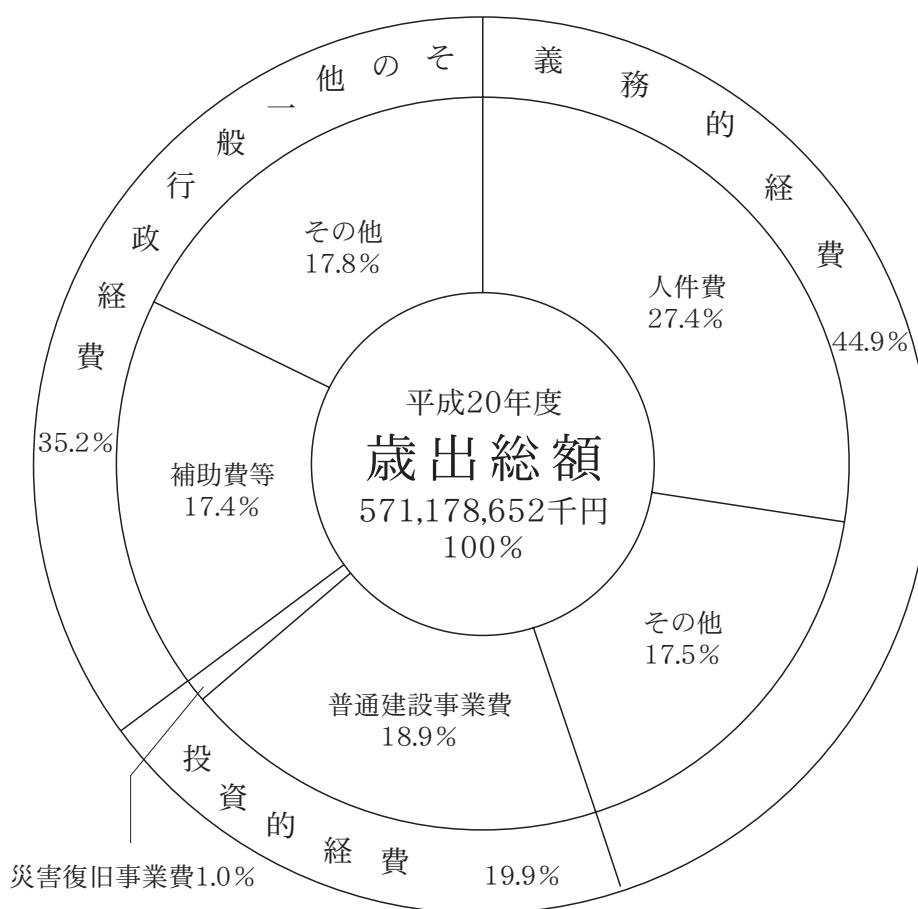 平成20年度
歳出総額
571,178,652千円
100%
義務的経費
44.9%
人件費
27.4%
その他
17.5%
投資的経費
19.9%
普通建設事業費
18.9%
災害復旧事業費1.0%
その他一般行政経費
35.2%
補助費等
17.4%
その他
17.8%